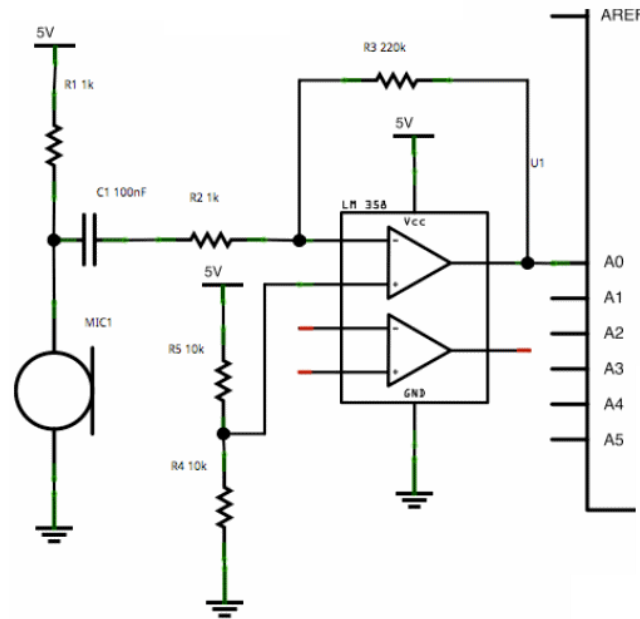 AREF
5V
R3 220k
R1 1k
5V
U1
C1 100nF
R2 1k
LM 358
Vcc
-
A0
5V
+
A1
MIC1
-
A2
R5 10k
+
A3
GND
A4
A5
R4 10k